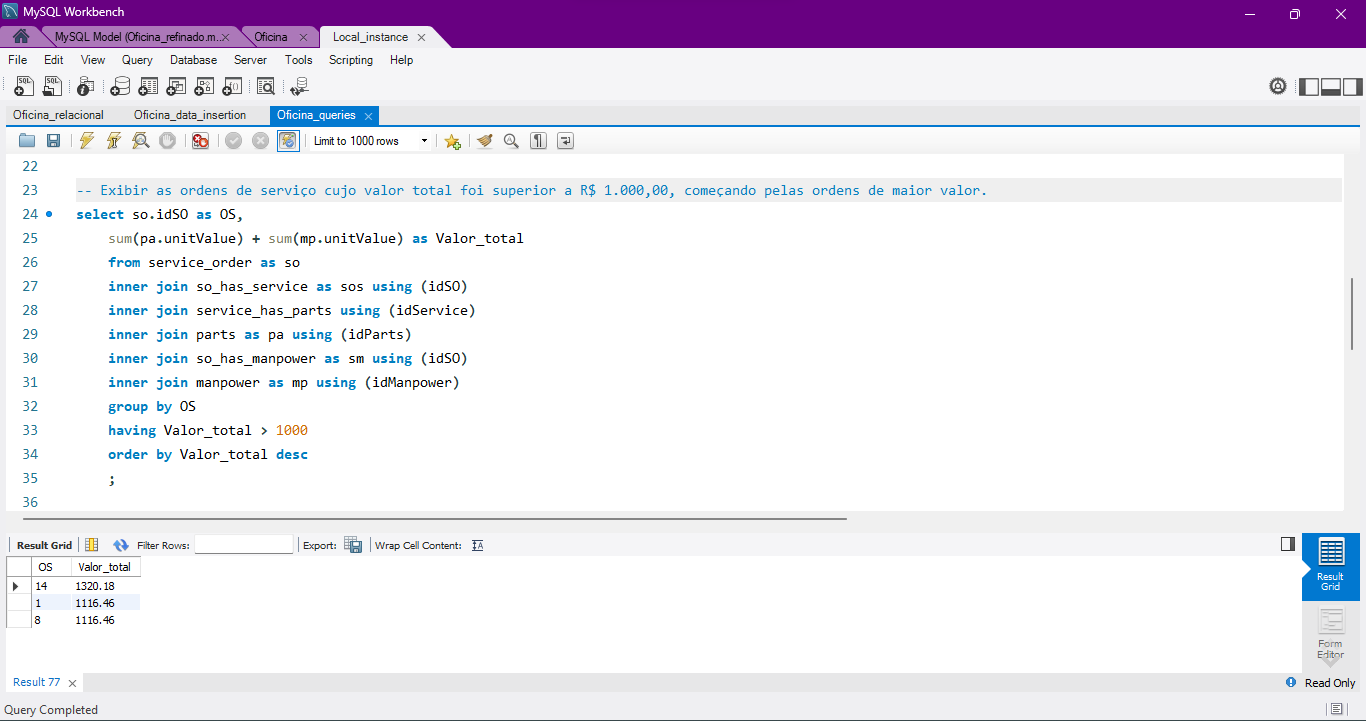 MySQL Workbench
MySQL Model (Oficina_refinado.m... Oficina Local_instance
File Edit View Query Database Server Tools Scripting Help
Oficina_relacional Oficina_data_insertion Oficina_queries
Limit to 1000 rows
22
23 -- Exibir as ordens de serviço cujo valor total foi superior a R$ 1.000,00, começando pelas ordens de maior valor.
24 select so.idSO as OS,
25 sum(pa.unitValue) + sum(mp.unitValue) as Valor_total
26 from service_order as so
27 inner join so_has_service as sos using (idSO)
28 inner join service_has_parts using (idService)
29 inner join parts as pa using (idParts)
30 inner join so_has_manpower as sm using (idSO)
31 inner join manpower as mp using (idManpower)
32 group by OS
33 having Valor_total > 1000
34 order by Valor_total desc
35 ;
36
Result Grid Filter Rows: Export: Wrap Cell Content:
OS Valor_total
14 1320.18
1 1116.46
8 1116.46
Result
Grid
Form
Editor
Result 77 Read Only
Query Completed